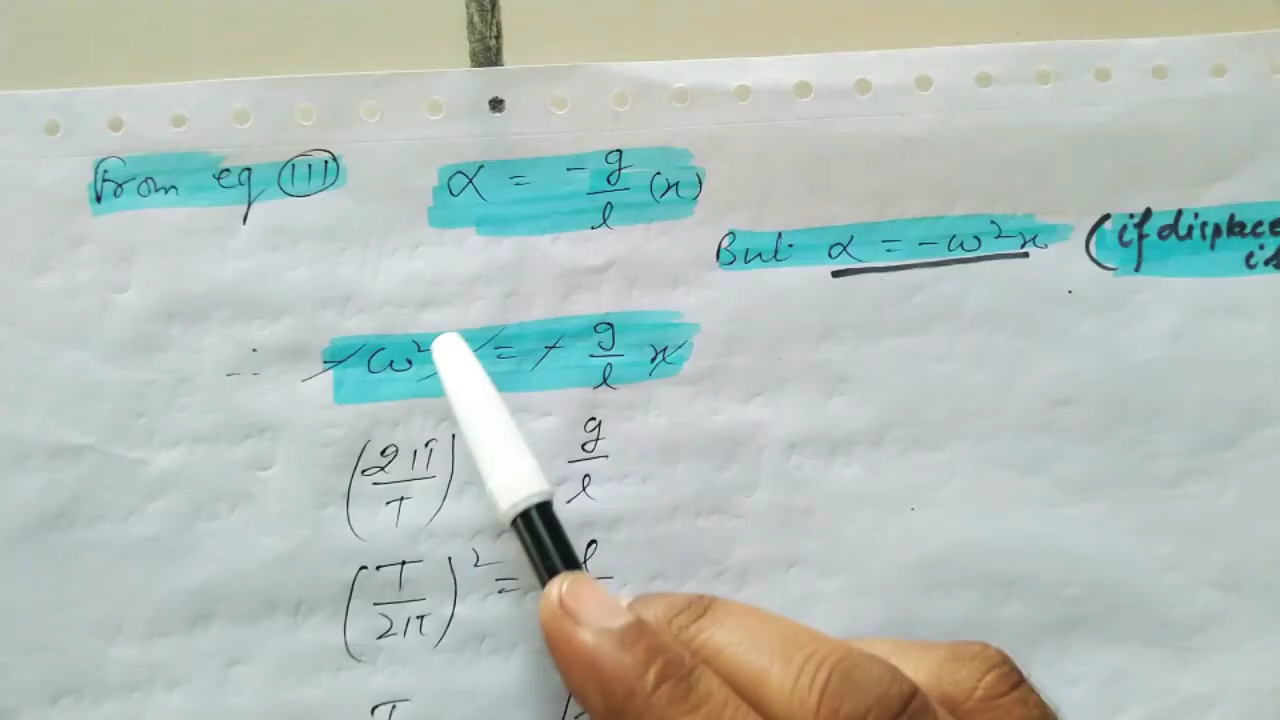 From eq (III) α = -g/l (x)
But α = -ω²x (if displace
is
∴ -ω² = - g/l x
(2π/T) g/l
(T/2π)² = l
T